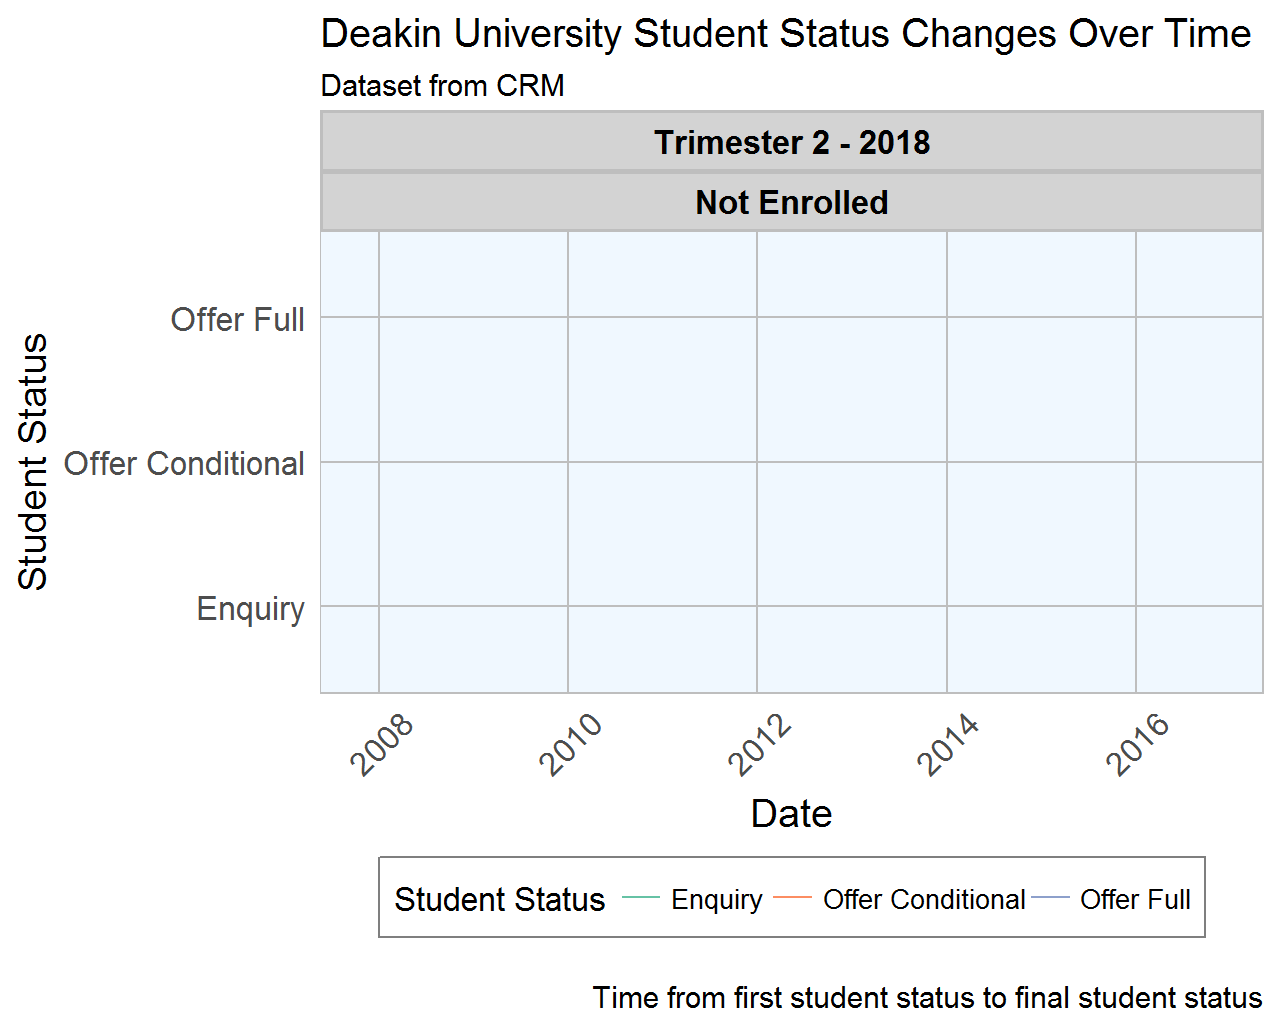 Deakin University Student Status Changes Over Time
Dataset from CRM
Trimester 2 - 2018
Not Enrolled
Student Status
Offer Full
Offer Conditional
Enquiry
2008 2010 2012 2014 2016
Date
Student Status Enquiry Offer Conditional Offer Full
Time from first student status to final student status